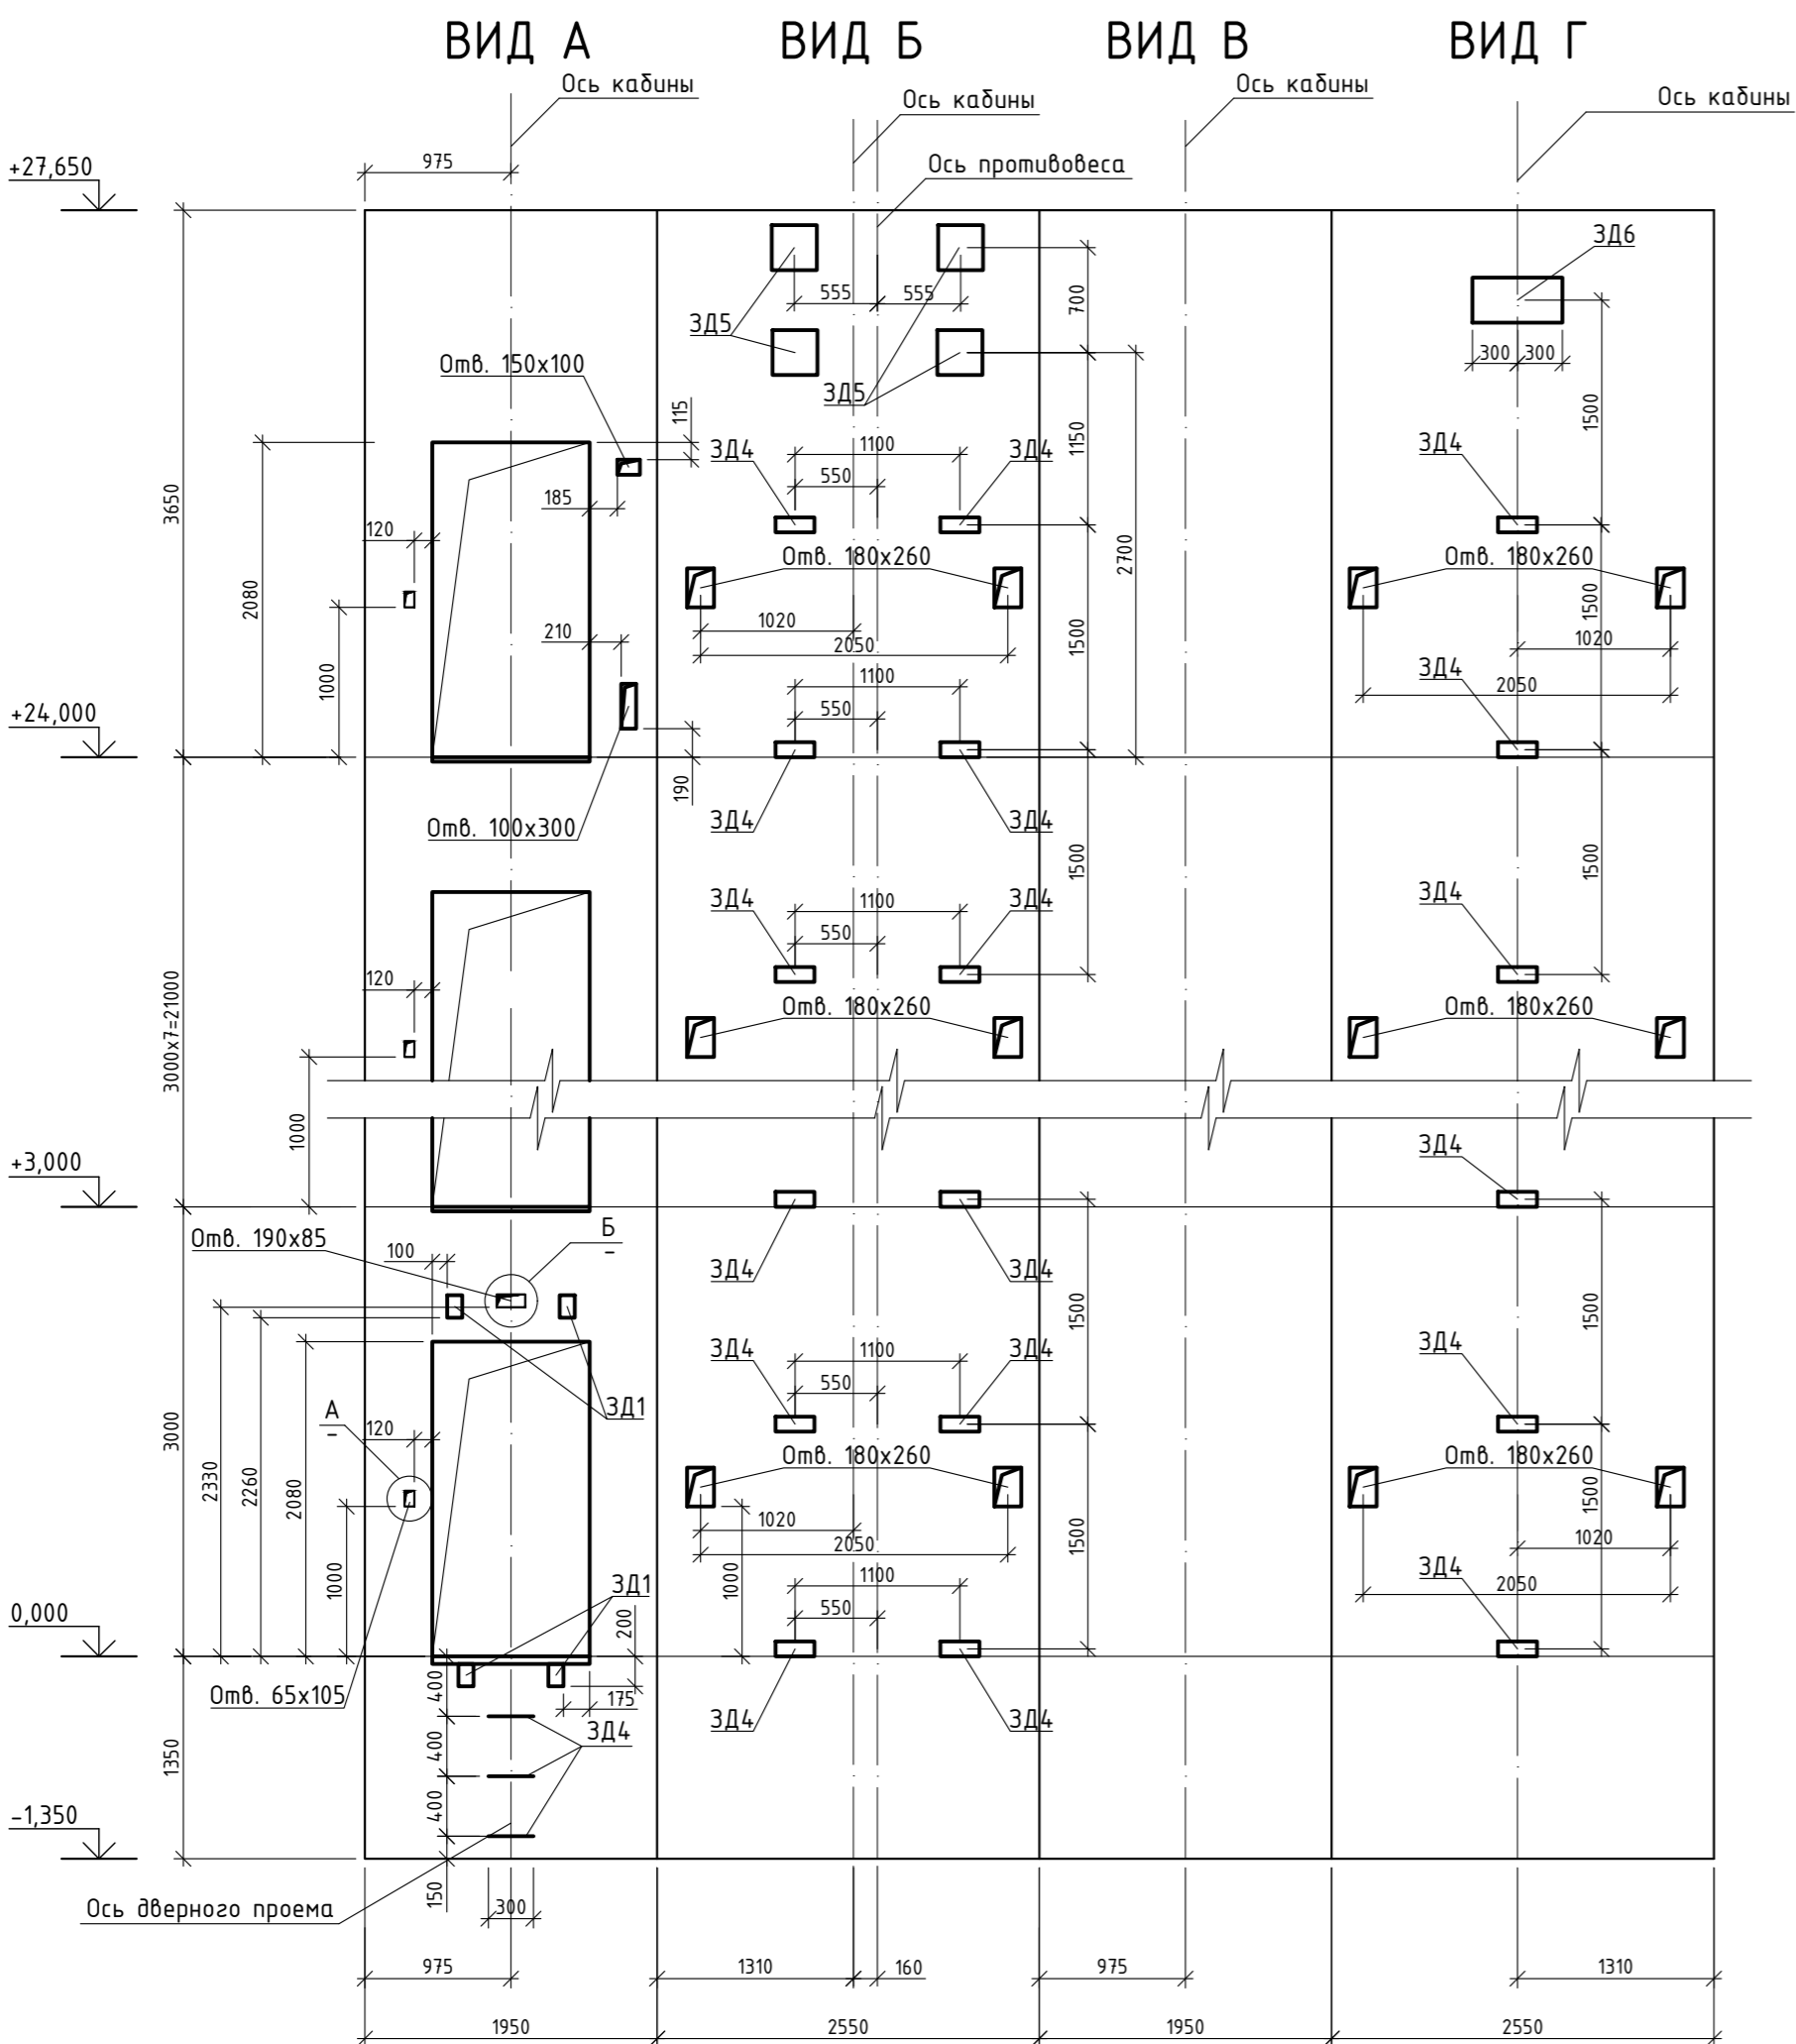 ВИД А
ВИД Б
ВИД В
ВИД Г
Ось кабины
Ось кабины
Ось кабины
Ось кабины
Ось противовеса
975
+27,650
ЗД6
555
555
700
ЗД5
300
300
Отв. 150х100
ЗД5
115
1150
1500
2700
ЗД4
1100
ЗД4
ЗД4
550
185
3650
120
2080
Отв. 180х260
Отв. 180х260
1020
1500
1500
210
2050
1020
1000
1100
ЗД4
2050
550
+24,000
190
Отв. 100х300
ЗД4
ЗД4
1500
1500
ЗД4
1100
ЗД4
ЗД4
550
120
Отв. 180х260
Отв. 180х260
3000х7=21000
1000
+3,000
ЗД4
Отв. 190х85
Б
–
100
ЗД4
ЗД4
2330
2260
2080
1500
1500
ЗД4
1100
ЗД4
ЗД4
550
ЗД1
А
–
120
3000
Отв. 180х260
Отв. 180х260
1020
1020
2050
1000
1000
1500
1500
ЗД1
1100
ЗД4
2050
550
200
0,000
Отв. 65х105
400
175
ЗД4
ЗД4
ЗД4
400
1350
400
-1,350
150
300
Ось дверного проема
975
1310
160
975
1310
1950
2550
1950
2550